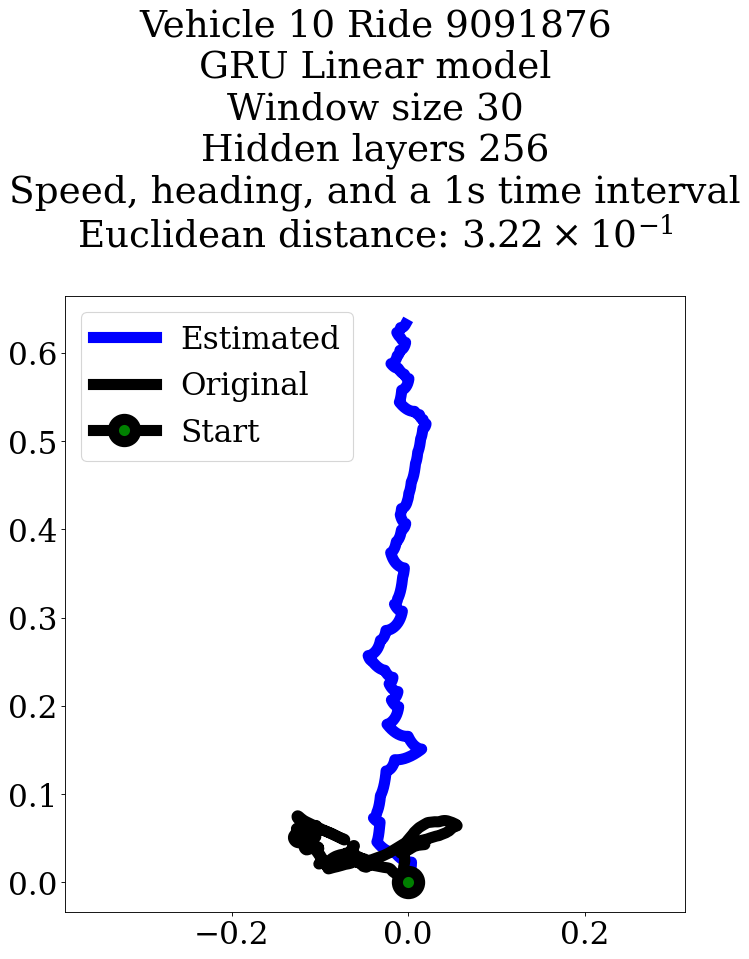 Vehicle 10 Ride 9091876
GRU Linear model
Window size 30
Hidden layers 256
Speed, heading, and a 1s time interval
Euclidean distance: 3.22 × 10⁻¹
Estimated
Original
Start
0.6
0.5
0.4
0.3
0.2
0.1
0.0
−0.2 0.0 0.2